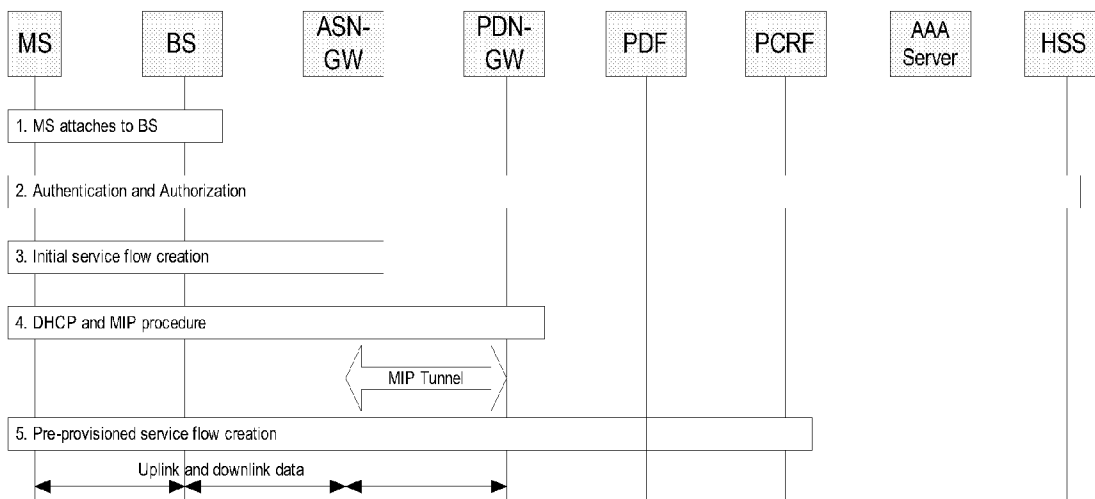 MS
BS
ASN-
GW
PDN-
GW
PDF
PCRF
AAA
Server
HSS
1. MS attaches to BS
2. Authentication and Authorization
3. Initial service flow creation
4. DHCP and MIP procedure
MIP Tunnel
5. Pre-provisioned service flow creation
Uplink and downlink data